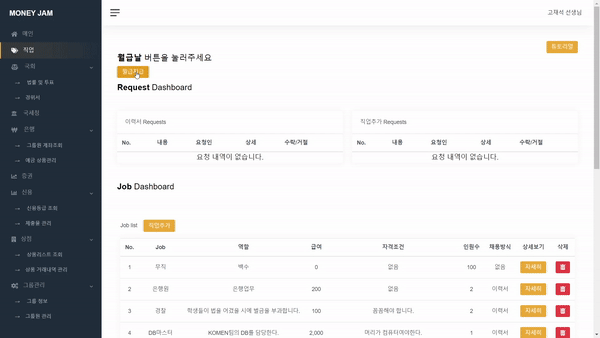 MONEY JAM
고재석 선생님
메인
직업
국회
법률 및 투표
경위서
국세청
은행
그룹원 계좌조회
예금 상품관리
증권
신용
신용등급 조회
채용률 관리
상점
상품리스트 조회
상품 거래내역 관리
그룹관리
그룹 정보
그룹원 관리
튜토리얼
월급날 버튼을 눌러주세요
Request Dashboard
이력서 Requests
No. 내용 요청인 상세 수락/거절
요청 내역이 없습니다.
직업추가 Requests
No. 내용 요청인 상세 수락/거절
요청 내역이 없습니다.
Job Dashboard
Job list 직업추가
No. Job 역할 급여 자격조건 인원수 채용방식 상세보기 삭제
1 무직 백수 0 없음 100 없음 자세히
2 은행원 은행업무 200 없음 2 이력서 자세히
3 경찰 학생들이 법을 어겼을 시에 벌금을 부과합니다. 100 꼼꼼해야 합니다. 2 이력서 자세히
4 DB마스터 KOMEN팀의 DB를 담당한다. 2,000 머리가 컴퓨터이어한다. 1 이력서 자세히